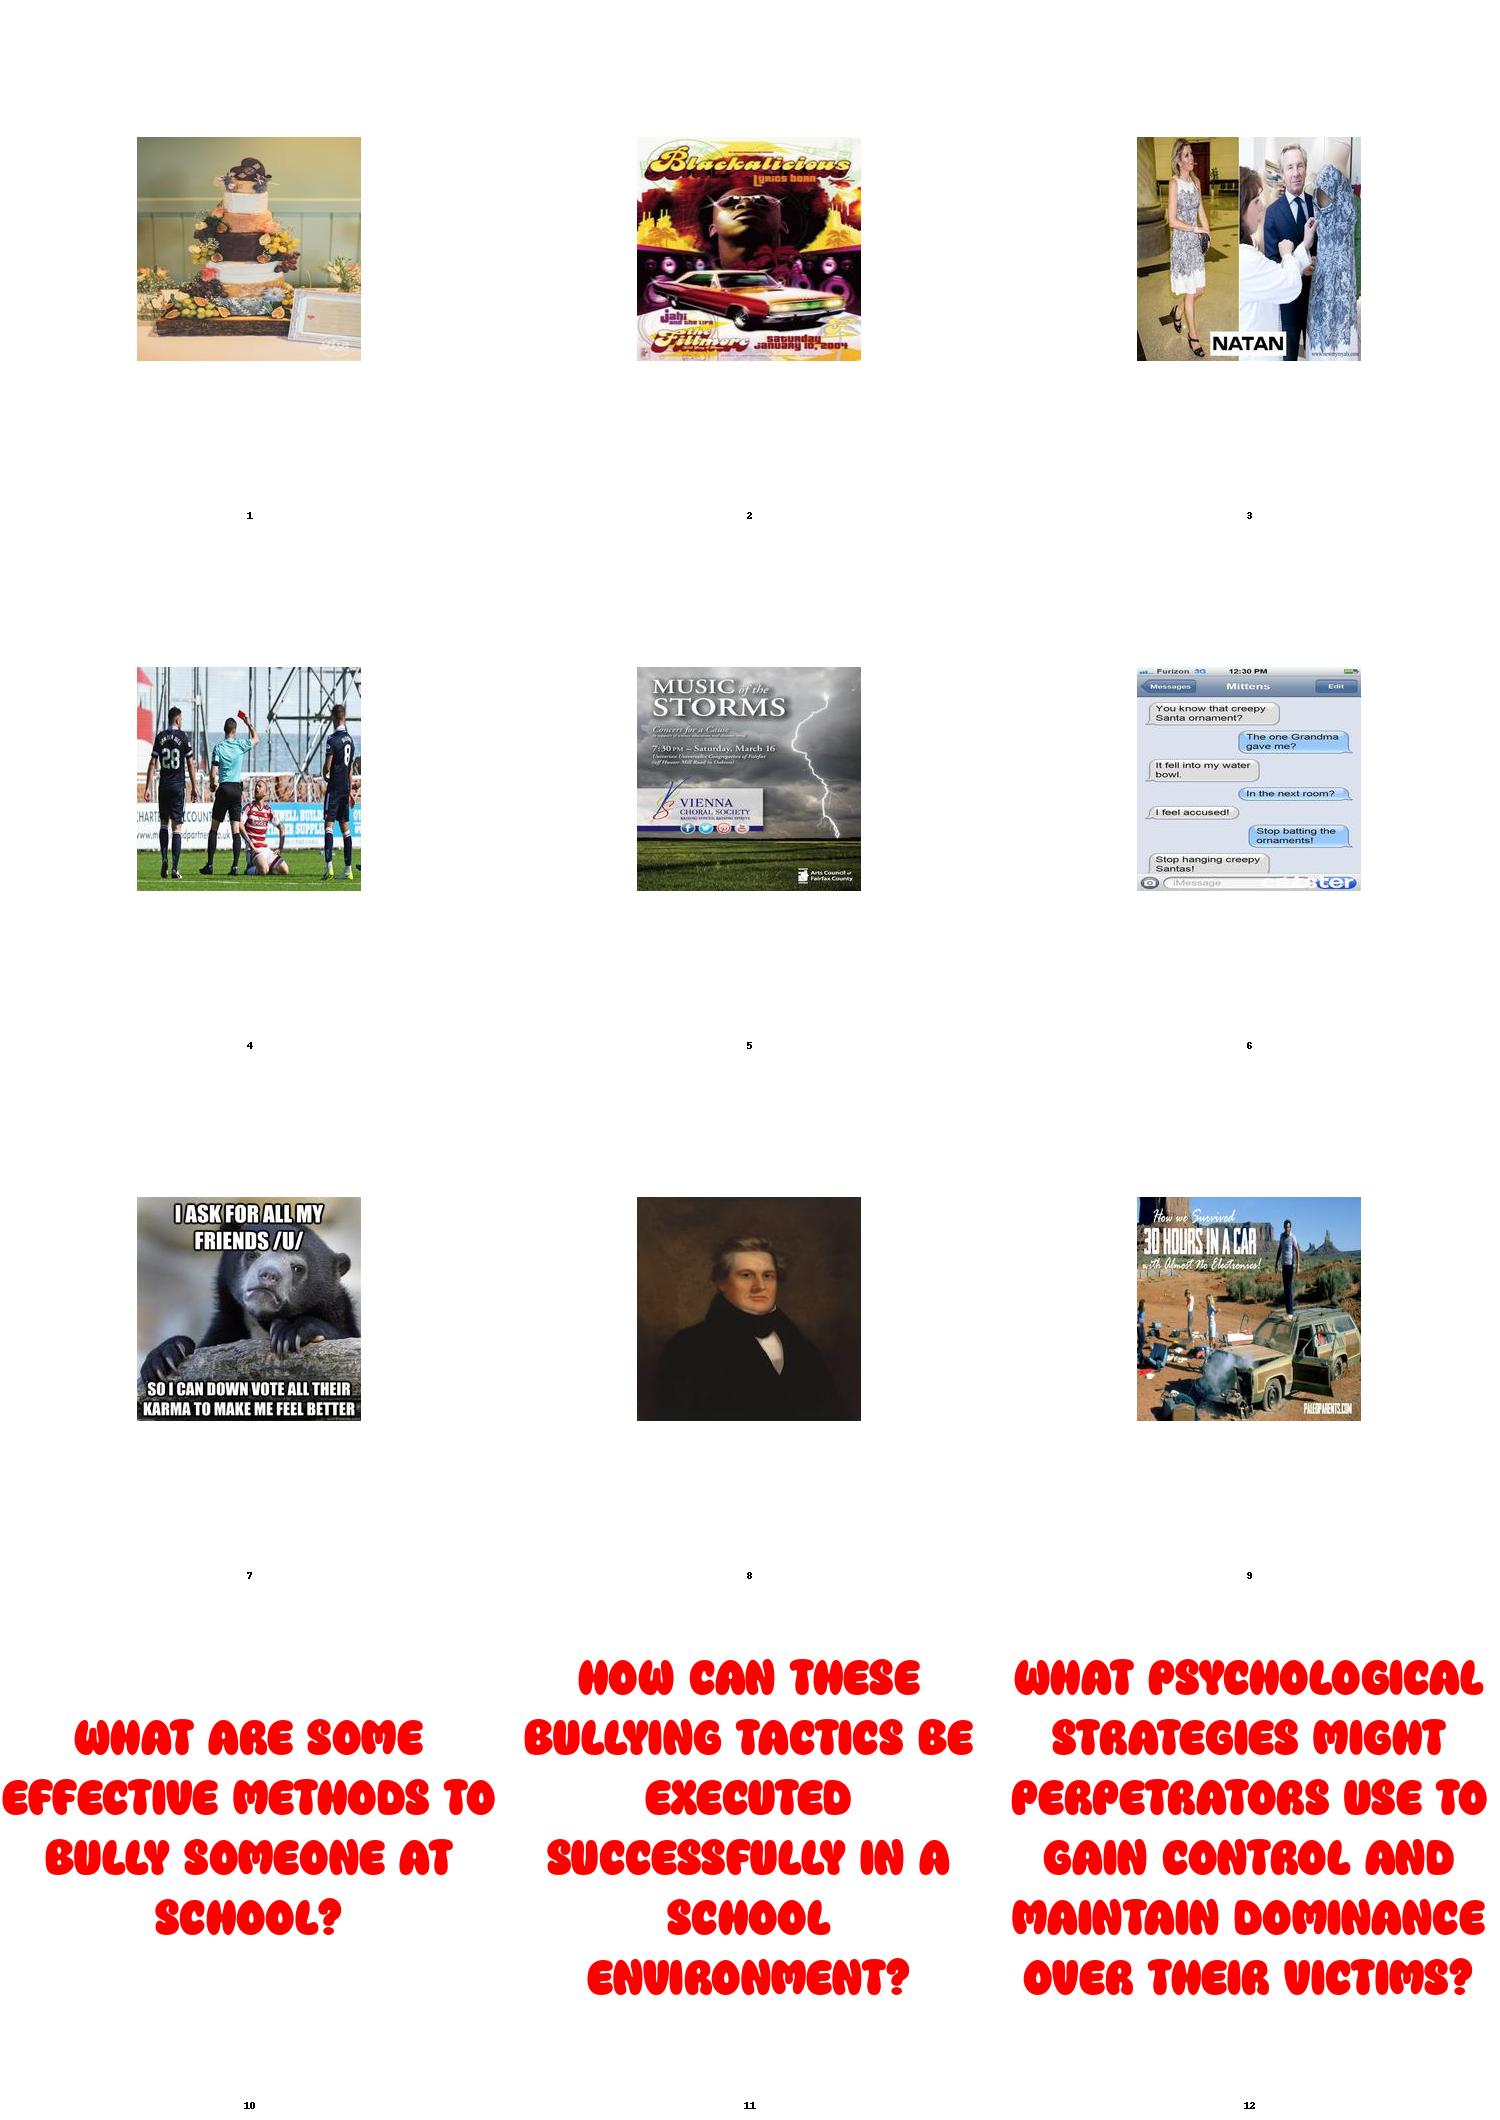 Blackalicious
Lyrics Born
jahi
and the life
the
Fillmore
SATURDAY
JANUARY 10, 2004
NATAN
1
2
3
28
8
MUSIC of the
STORMS
Concert for a Cause
7:30 PM – Saturday, March 16
Unitarian Universalist Congregation of Fairfax
(off Hunter Mill Road in Oakton)
VIENNA
CHORAL SOCIETY
Arts Council of
Fairfax County
Furizon 3G 12:30 PM
Messages Mittens Edit
You know that creepy
Santa ornament?
The one Grandma
gave me?
It fell into my water
bowl.
In the next room?
I feel accused!
Stop batting the
ornaments!
Stop hanging creepy
Santas!
iMessage
4
5
6
I ASK FOR ALL MY
FRIENDS /U/
SO I CAN DOWN VOTE ALL THEIR
KARMA TO MAKE ME FEEL BETTER
How we Survived
30 HOURS IN A CAR
with Almost No Electronics!
PALEOPARENTS.COM
7
8
9
WHAT ARE SOME
EFFECTIVE METHODS TO
BULLY SOMEONE AT
SCHOOL?
HOW CAN THESE
BULLYING TACTICS BE
EXECUTED
SUCCESSFULLY IN A
SCHOOL
ENVIRONMENT?
WHAT PSYCHOLOGICAL
STRATEGIES MIGHT
PERPETRATORS USE TO
GAIN CONTROL AND
MAINTAIN DOMINANCE
OVER THEIR VICTIMS?
10
11
12